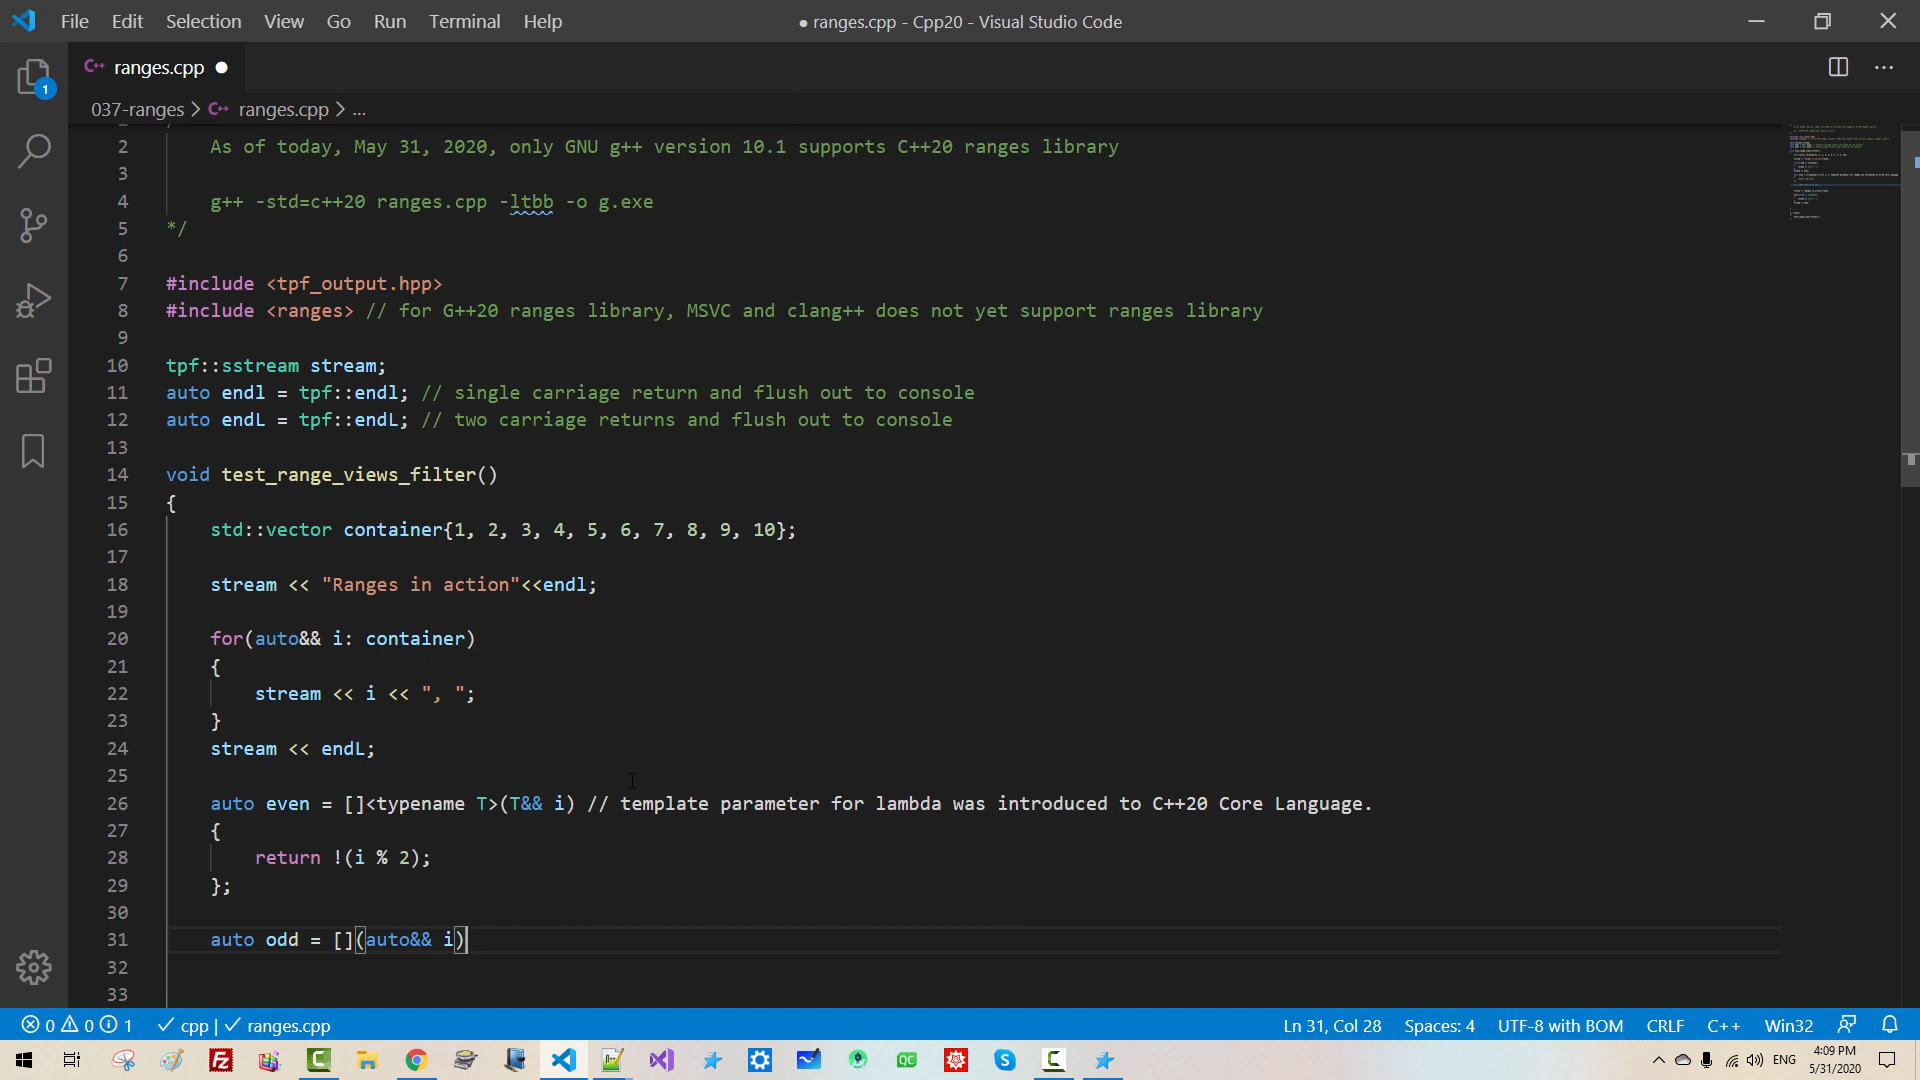 File Edit Selection View Go Run Terminal Help
● ranges.cpp - Cpp20 - Visual Studio Code
C++ ranges.cpp ●
1
037-ranges > C++ ranges.cpp > ...
2 As of today, May 31, 2020, only GNU g++ version 10.1 supports C++20 ranges library
3
4 g++ -std=c++20 ranges.cpp -ltbb -o g.exe
5 */
6
7 #include <tpf_output.hpp>
8 #include <ranges> // for G++20 ranges library, MSVC and clang++ does not yet support ranges library
9
10 tpf::sstream stream;
11 auto endl = tpf::endl; // single carriage return and flush out to console
12 auto endL = tpf::endL; // two carriage returns and flush out to console
13
14 void test_range_views_filter()
15 {
16 std::vector container{1, 2, 3, 4, 5, 6, 7, 8, 9, 10};
17
18 stream << "Ranges in action"<<endl;
19
20 for(auto&& i: container)
21 {
22 stream << i << ", ";
23 }
24 stream << endL;
25
26 auto even = []<typename T>(T&& i) // template parameter for lambda was introduced to C++20 Core Language.
27 {
28 return !(i % 2);
29 };
30
31 auto odd = [](auto&& i)
32
33
0 0 1 cpp | ranges.cpp Ln 31, Col 28 Spaces: 4 UTF-8 with BOM CRLF C++ Win32
ENG 4:09 PM
5/31/2020